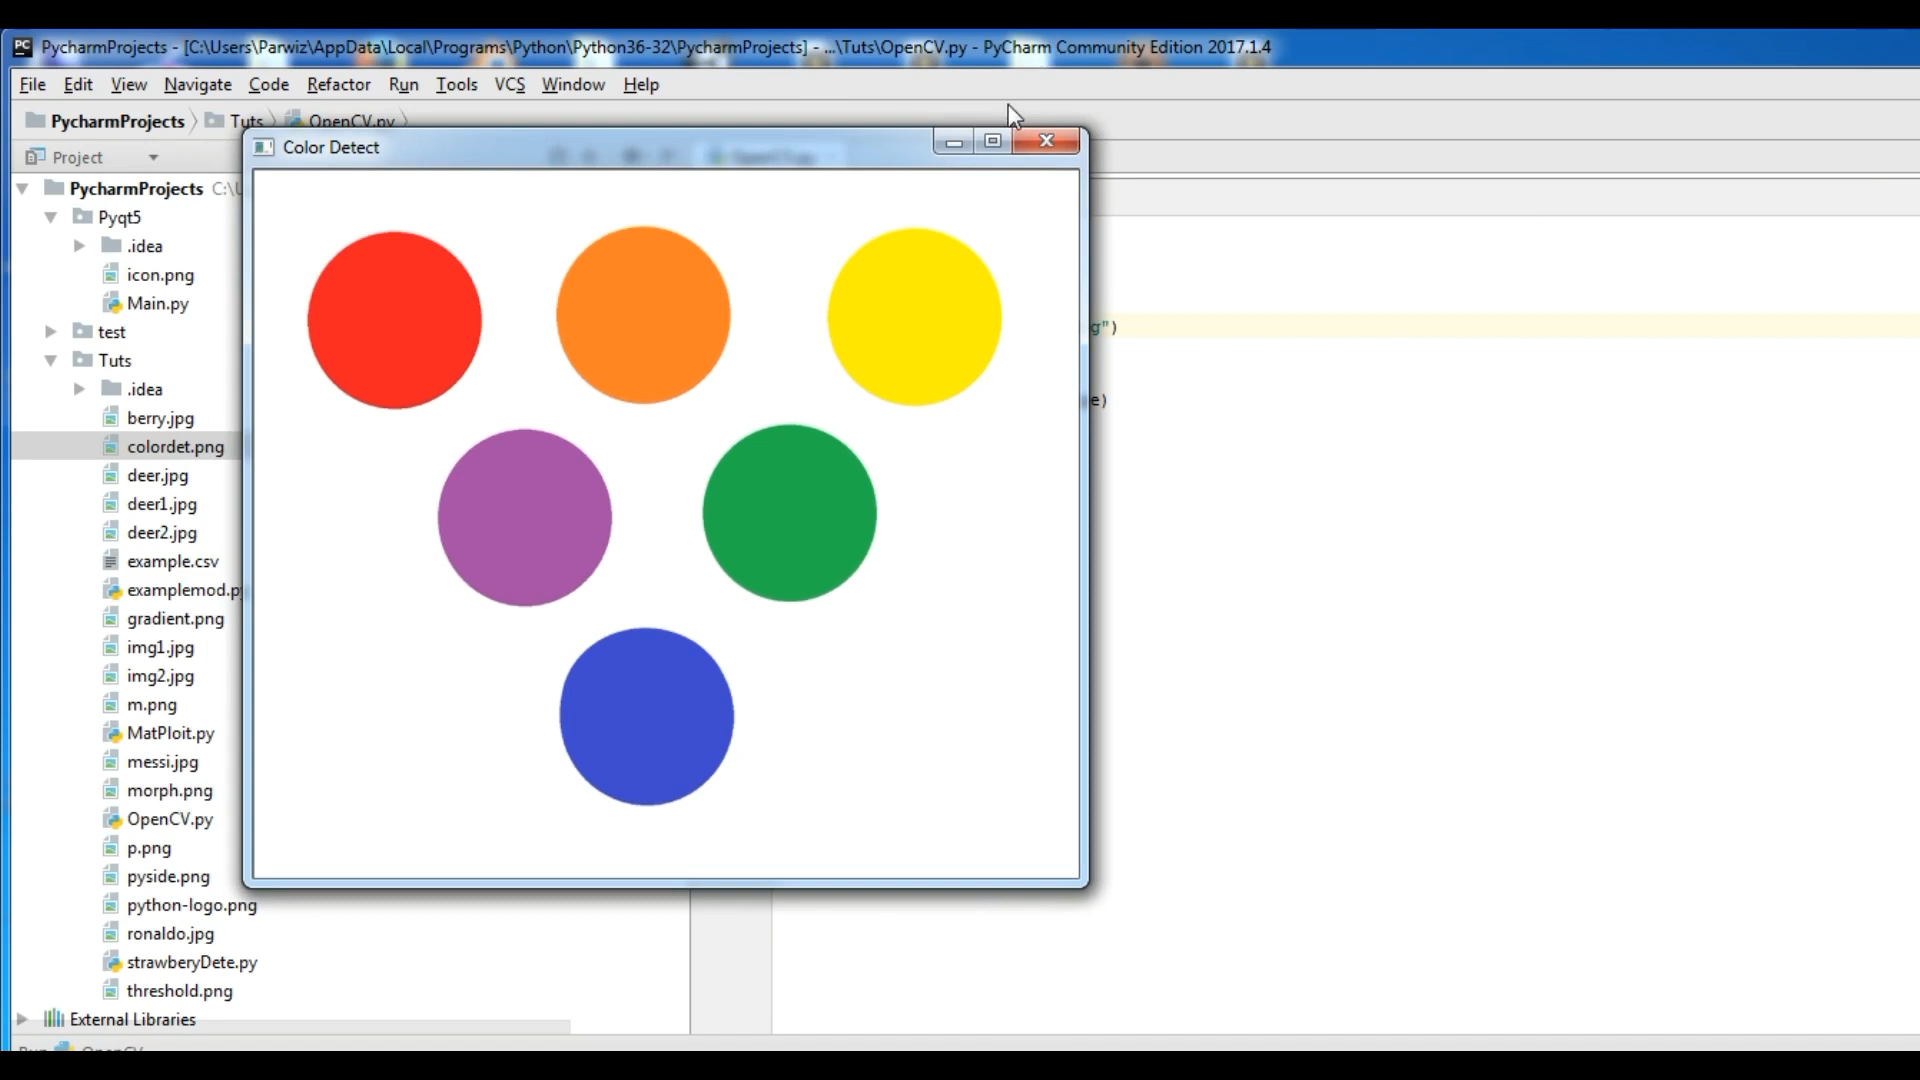 PycharmProjects - [C:\Users\Parwiz\AppData\Local\Programs\Python\Python36-32\PycharmProjects] - ...\Tuts\OpenCV.py - PyCharm Community Edition 2017.1.4
File Edit View Navigate Code Refactor Run Tools VCS Window Help
PycharmProjects Tuts OpenCV.py
Color Detect
Project
PycharmProjects C:\U
Pyqt5
.idea
icon.png
Main.py
test
g")
Tuts
.idea
e)
berry.jpg
colordet.png
deer.jpg
deer1.jpg
deer2.jpg
example.csv
examplemod.py
gradient.png
img1.jpg
img2.jpg
m.png
MatPloit.py
messi.jpg
morph.png
OpenCV.py
p.png
pyside.png
python-logo.png
ronaldo.jpg
strawberyDete.py
threshold.png
External Libraries